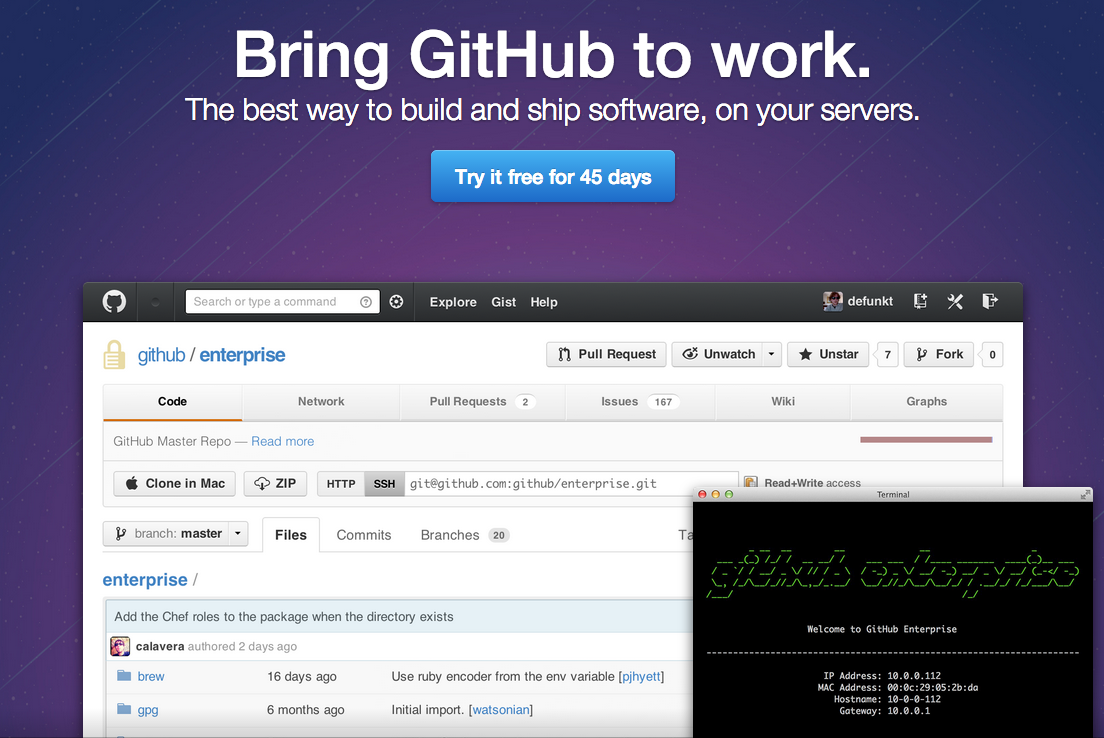 Bring GitHub to work.
The best way to build and ship software, on your servers.
Try it free for 45 days
Search or type a command
Explore Gist Help
defunkt
github / enterprise
Pull Request Unwatch Unstar 7 Fork 0
Code Network Pull Requests 2 Issues 167 Wiki Graphs
GitHub Master Repo — Read more
Clone in Mac ZIP HTTP SSH git@github.com:github/enterprise.git Read+Write access
branch: master Files Commits Branches 20
enterprise /
Add the Chef roles to the package when the directory exists
calavera authored 2 days ago
brew 16 days ago Use ruby encoder from the env variable [pjhyett]
gpg 6 months ago Initial import. [watsonian]
Terminal
github enterprise
Welcome to GitHub Enterprise
IP Address: 10.0.0.112
MAC Address: 00:0c:29:05:2b:da
Hostname: 10-0-0-112
Gateway: 10.0.0.1